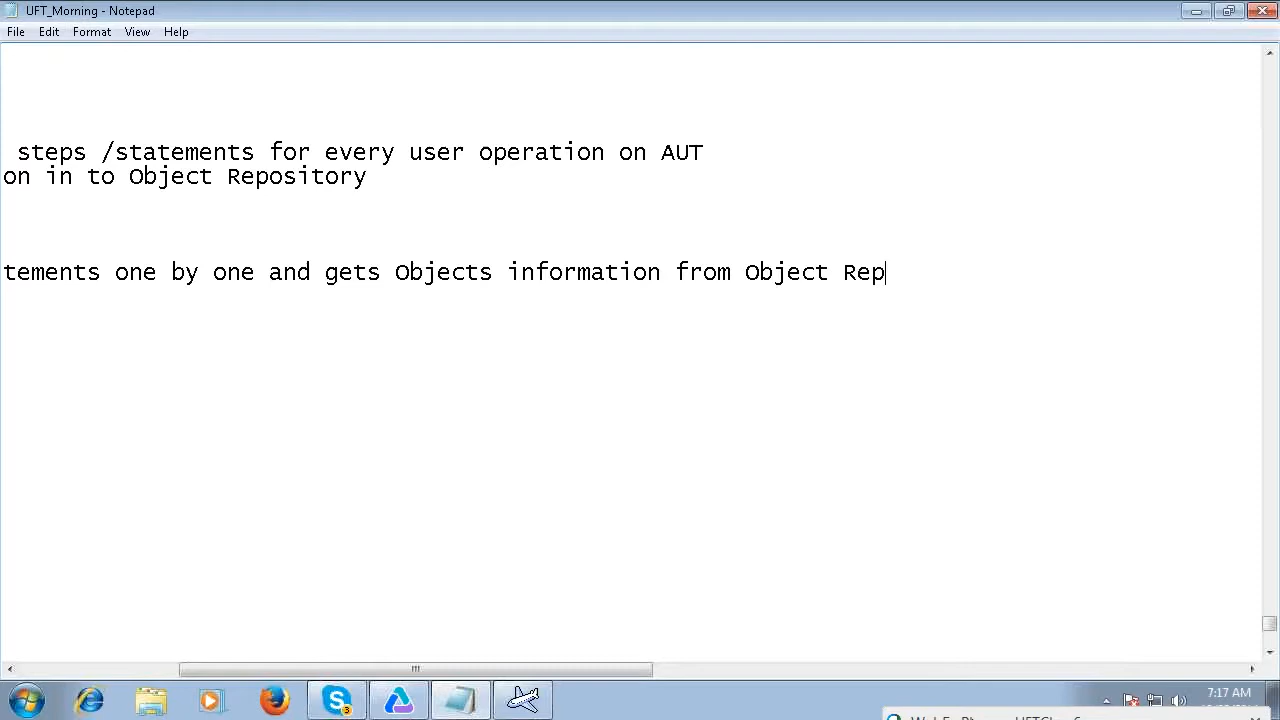 UFT_Morning - Notepad
File Edit Format View Help
steps /statements for every user operation on AUT
on in to Object Repository
tements one by one and gets Objects information from Object Rep
3
7:17 AM